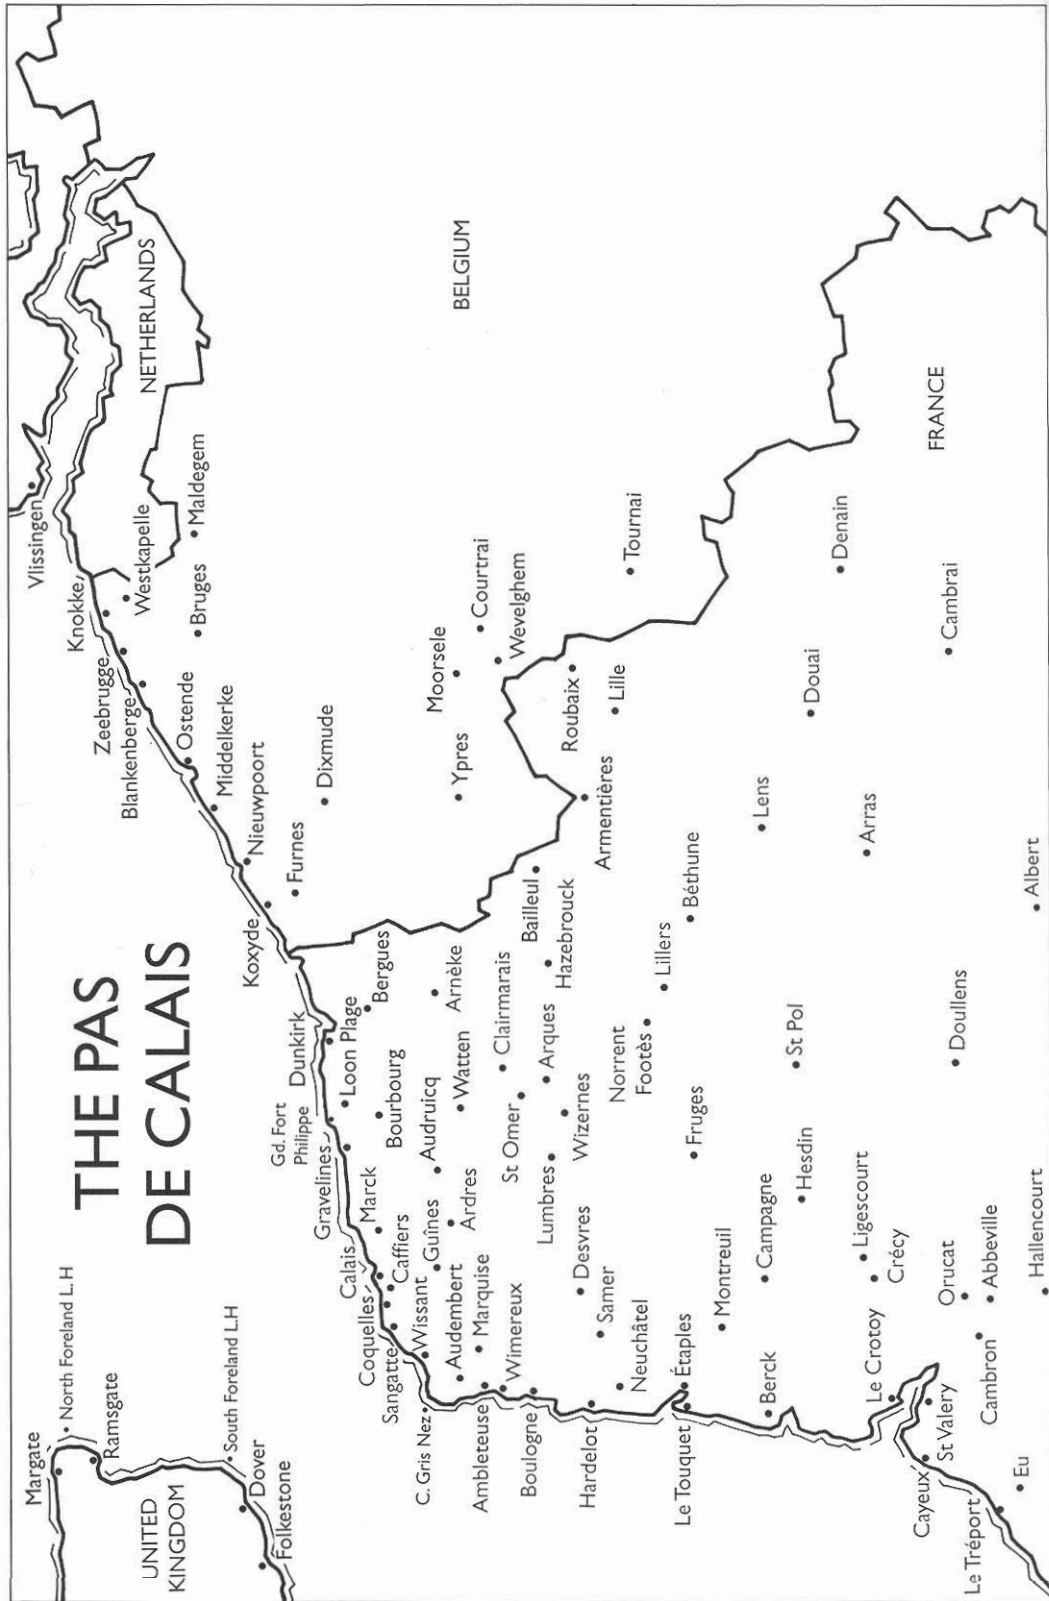 THE PAS
DE CALAIS
Margate
North Foreland L.H
Ramsgate
UNITED
KINGDOM
South Foreland L.H
Dover
Folkestone
Vlissingen
NETHERLANDS
Knokke
Westkapelle
Maldegem
Zeebrugge
Bruges
Blankenberge
Ostende
Middelkerke
Nieuwpoort
Furnes
Dixmude
Koxyde
BELGIUM
Moorsele
Courtrai
Wevelghem
Ypres
Tournai
Roubaix
Lille
Armentières
Dunkirk
Loon Plage
Bergues
Gd. Fort
Philippe
Gravelines
Bourbourg
Marck
Calais
Coquelles
Caffiers
Sangatte
Wissant
Guînes
Audruicq
Ardres
Watten
Arnèke
C. Gris Nez
Audembert
Marquise
Ambleteuse
Wimereux
Boulogne
Clairmarais
St Omer
Arques
Lumbres
Wizernes
Bailleul
Hazebrouck
Hardelot
Desvres
Samer
Neuchâtel
Norrent
Footès
Lillers
Béthune
Le Touquet
Étaples
Montreuil
Fruges
Berck
Campagne
Hesdin
St Pol
Lens
Douai
Denain
FRANCE
Le Crotoy
Ligescourt
Crécy
Arras
Cambrai
Cayeux
St Valery
Orucat
Abbeville
Cambron
Doullens
Le Tréport
Eu
Hallencourt
Albert